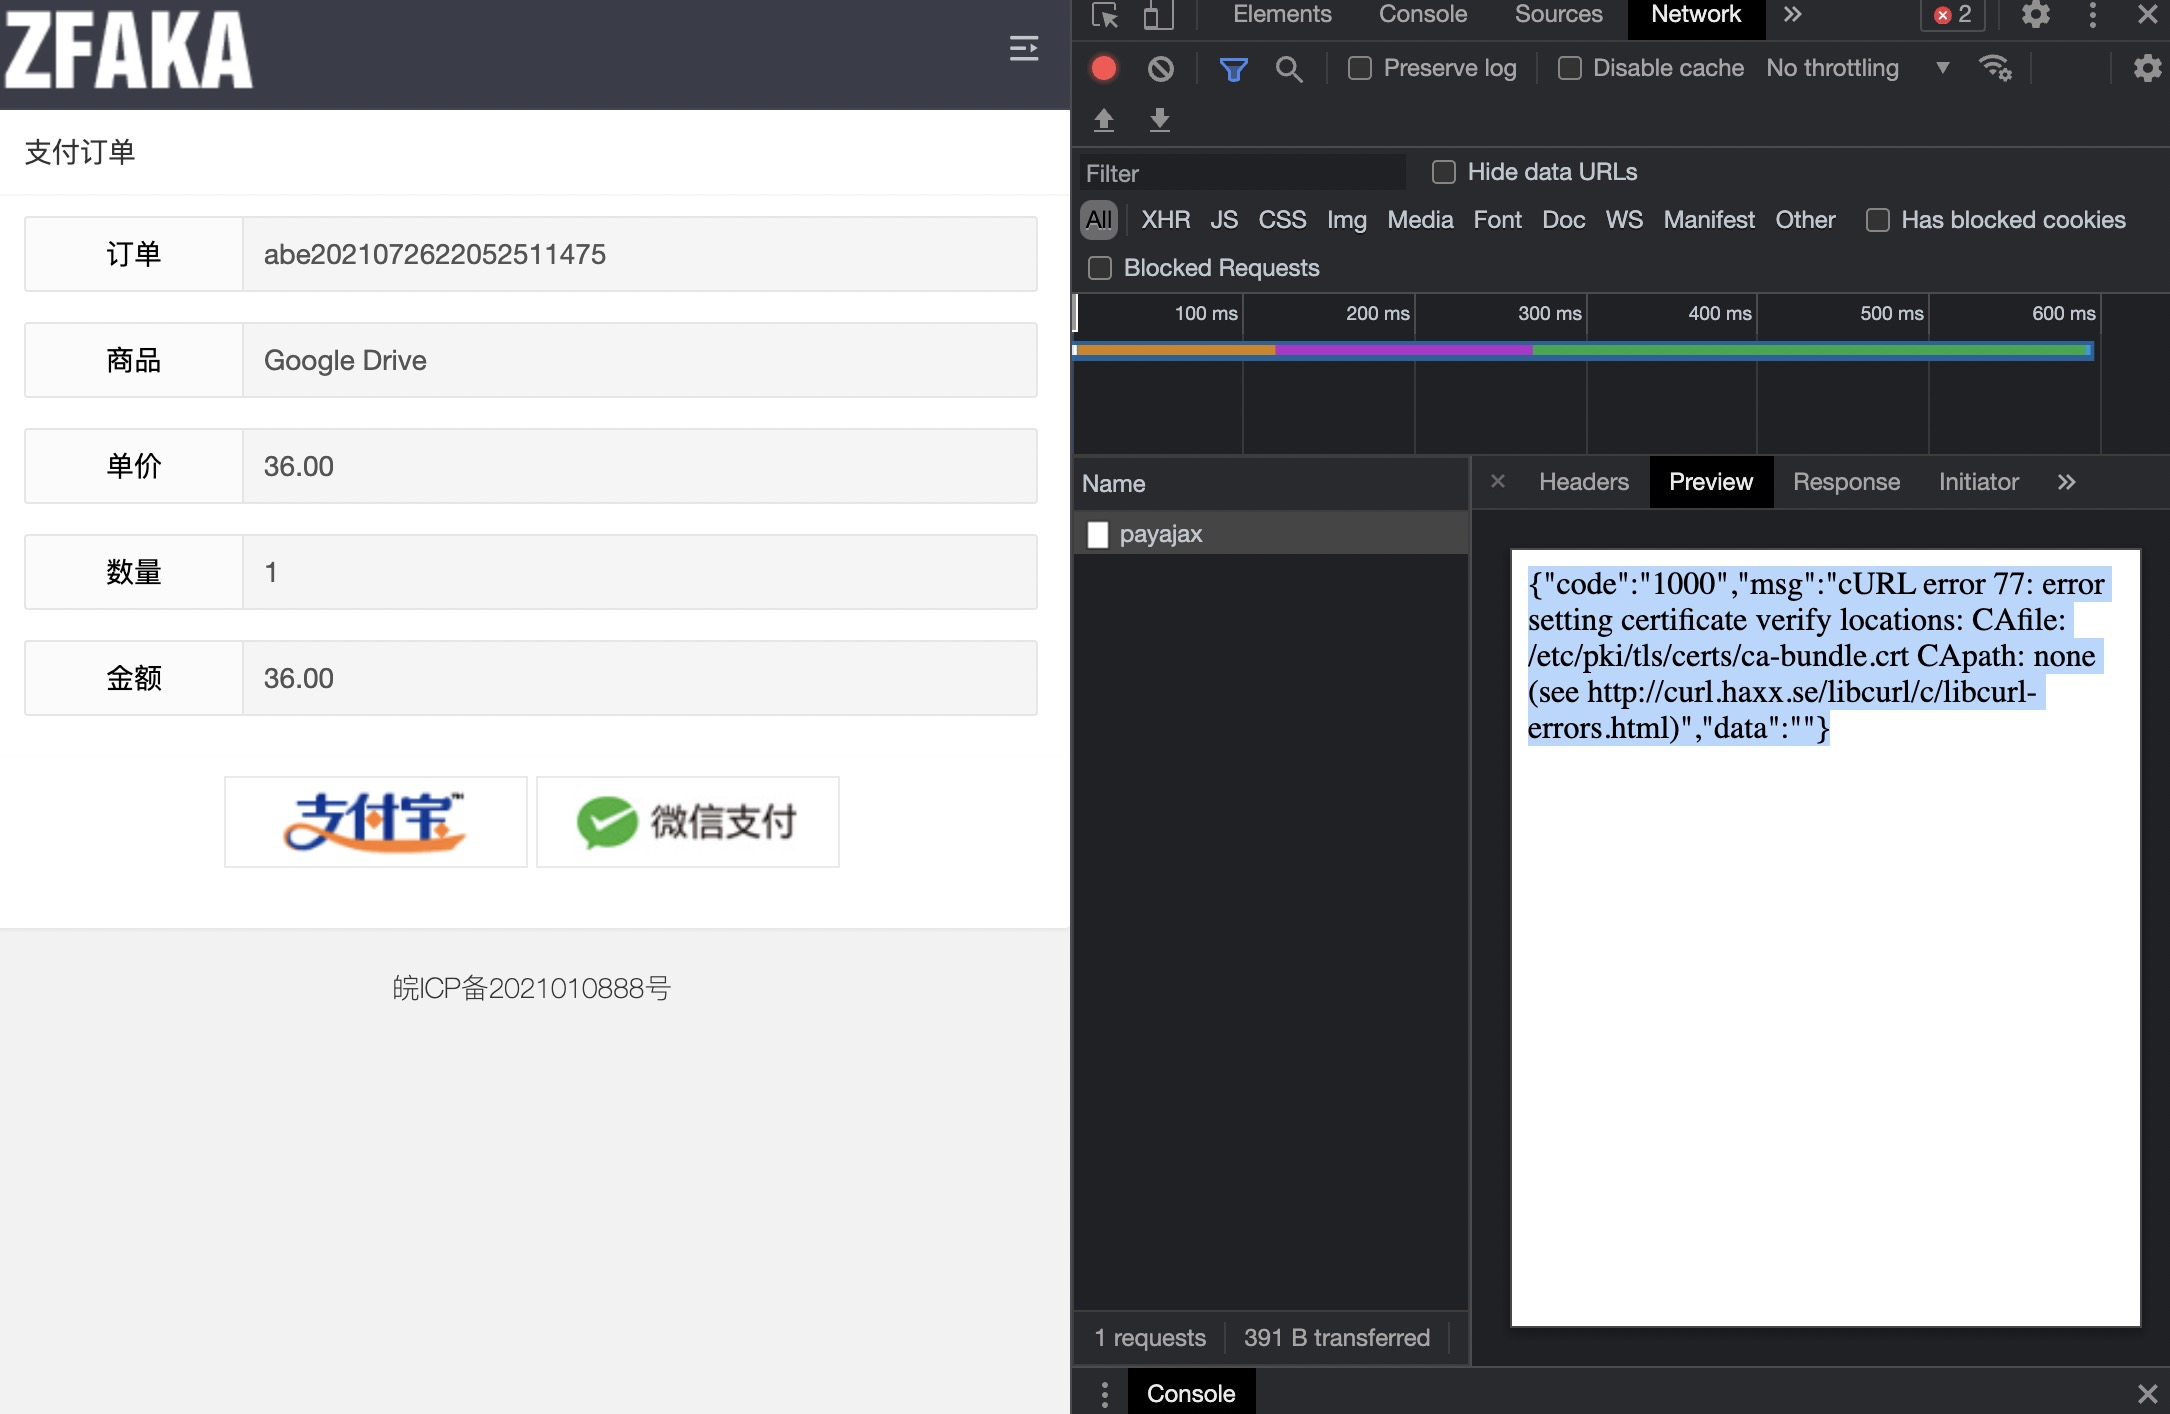 ZFAKA
支付订单
订单 abe2021072622052511475
商品 Google Drive
单价 36.00
数量 1
金额 36.00
支付宝™ 微信支付
皖ICP备2021010888号
Elements Console Sources Network » 2
Preserve log Disable cache No throttling
Filter Hide data URLs
All XHR JS CSS Img Media Font Doc WS Manifest Other Has blocked cookies
Blocked Requests
100 ms 200 ms 300 ms 400 ms 500 ms 600 ms
Name
payajax
× Headers Preview Response Initiator »
{"code":"1000","msg":"cURL error 77: error
setting certificate verify locations: CAfile:
/etc/pki/tls/certs/ca-bundle.crt CApath: none
(see http://curl.haxx.se/libcurl/c/libcurl-
errors.html)","data":""}
1 requests 391 B transferred
Console